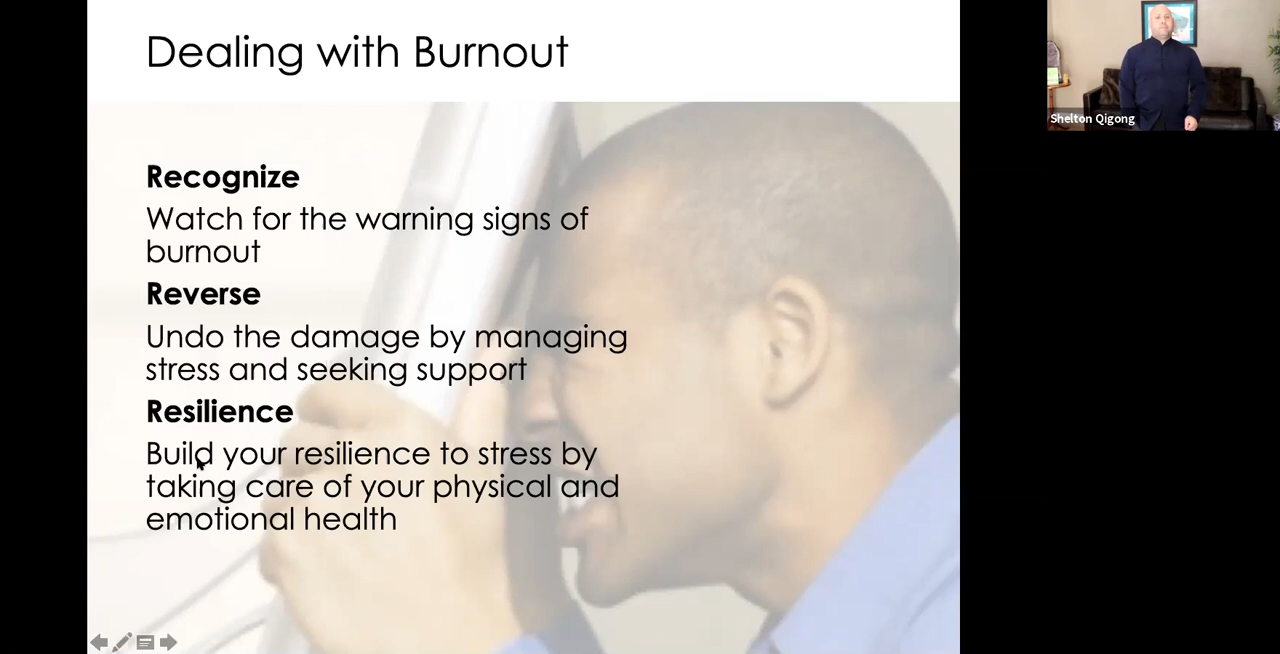 Dealing with Burnout
Recognize
Watch for the warning signs of
burnout
Reverse
Undo the damage by managing
stress and seeking support
Resilience
Build your resilience to stress by
taking care of your physical and
emotional health
Shelton Qigong